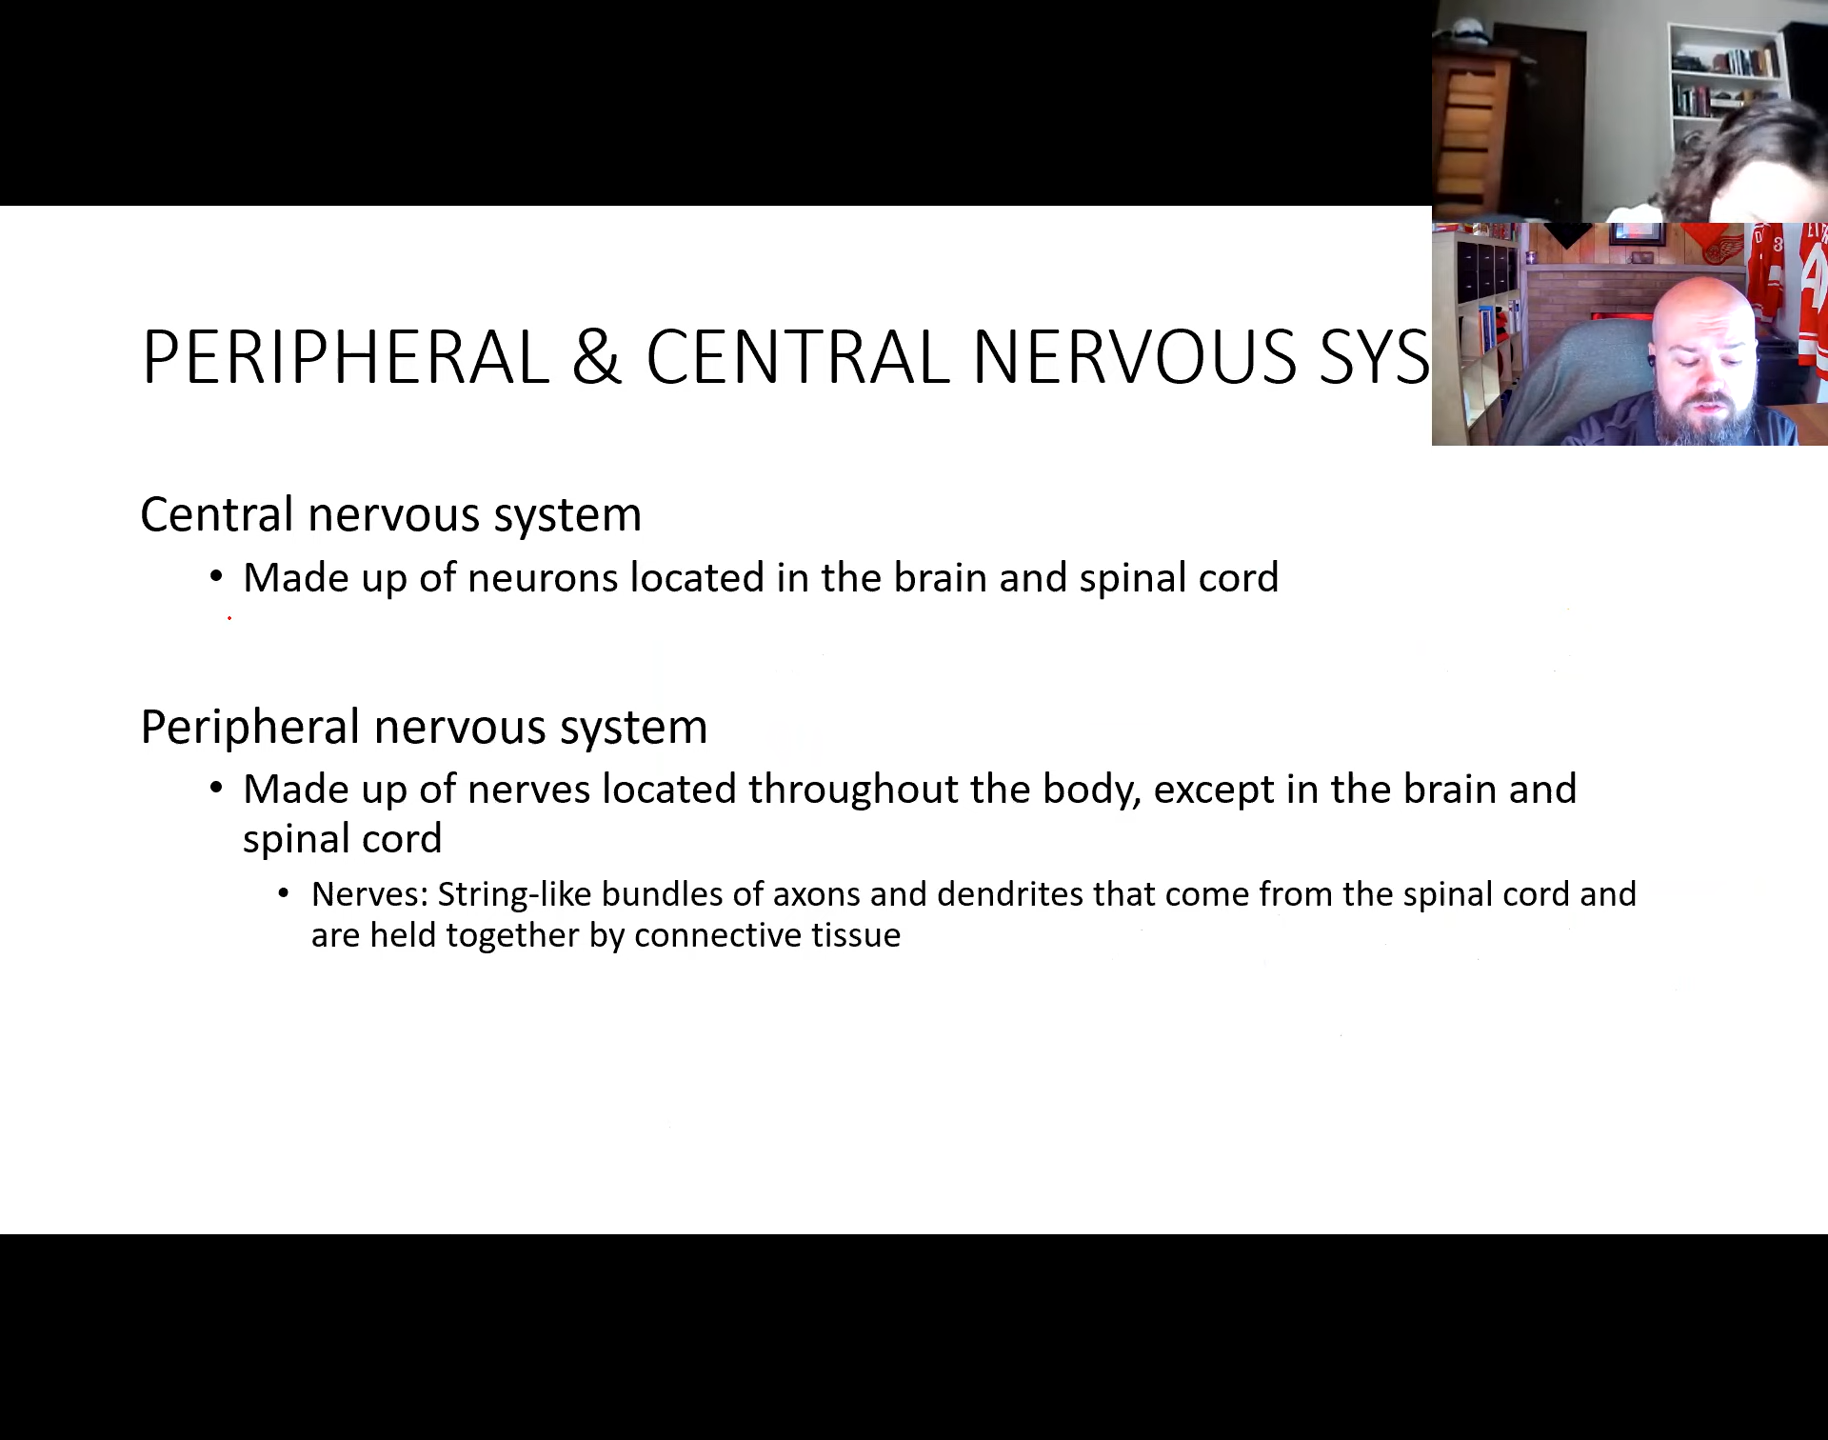 PERIPHERAL & CENTRAL NERVOUS SYS
Central nervous system
• Made up of neurons located in the brain and spinal cord
Peripheral nervous system
• Made up of nerves located throughout the body, except in the brain and
spinal cord
• Nerves: String-like bundles of axons and dendrites that come from the spinal cord and
are held together by connective tissue